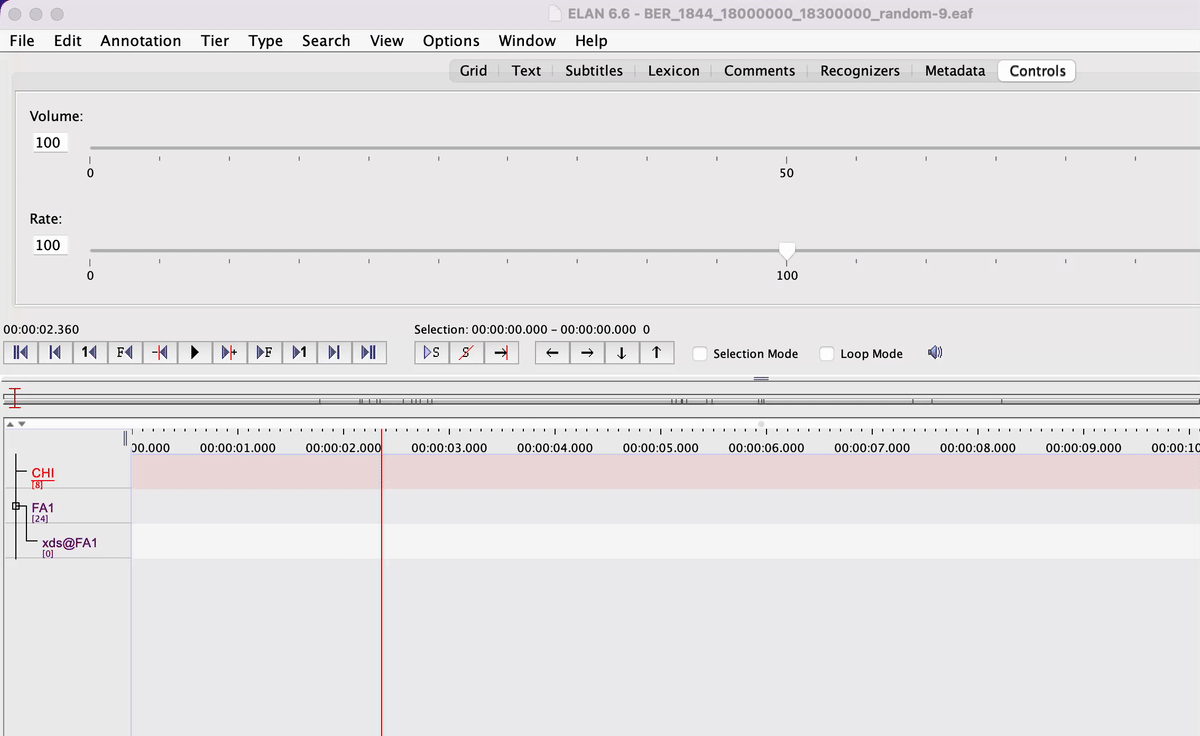 ELAN 6.6 - BER_1844_18000000_18300000_random-9.eaf
File Edit Annotation Tier Type Search View Options Window Help
Grid Text Subtitles Lexicon Comments Recognizers Metadata Controls
Volume:
100
0 50
Rate:
100
0 100
00:00:02.360 Selection: 00:00:00.000 - 00:00:00.000 0
1 F + F 1 S S Selection Mode Loop Mode
00.000 00:00:01.000 00:00:02.000 00:00:03.000 00:00:04.000 00:00:05.000 00:00:06.000 00:00:07.000 00:00:08.000 00:00:09.000 00:00:10
CHI
[8]
FA1
[24]
xds@FA1
[0]